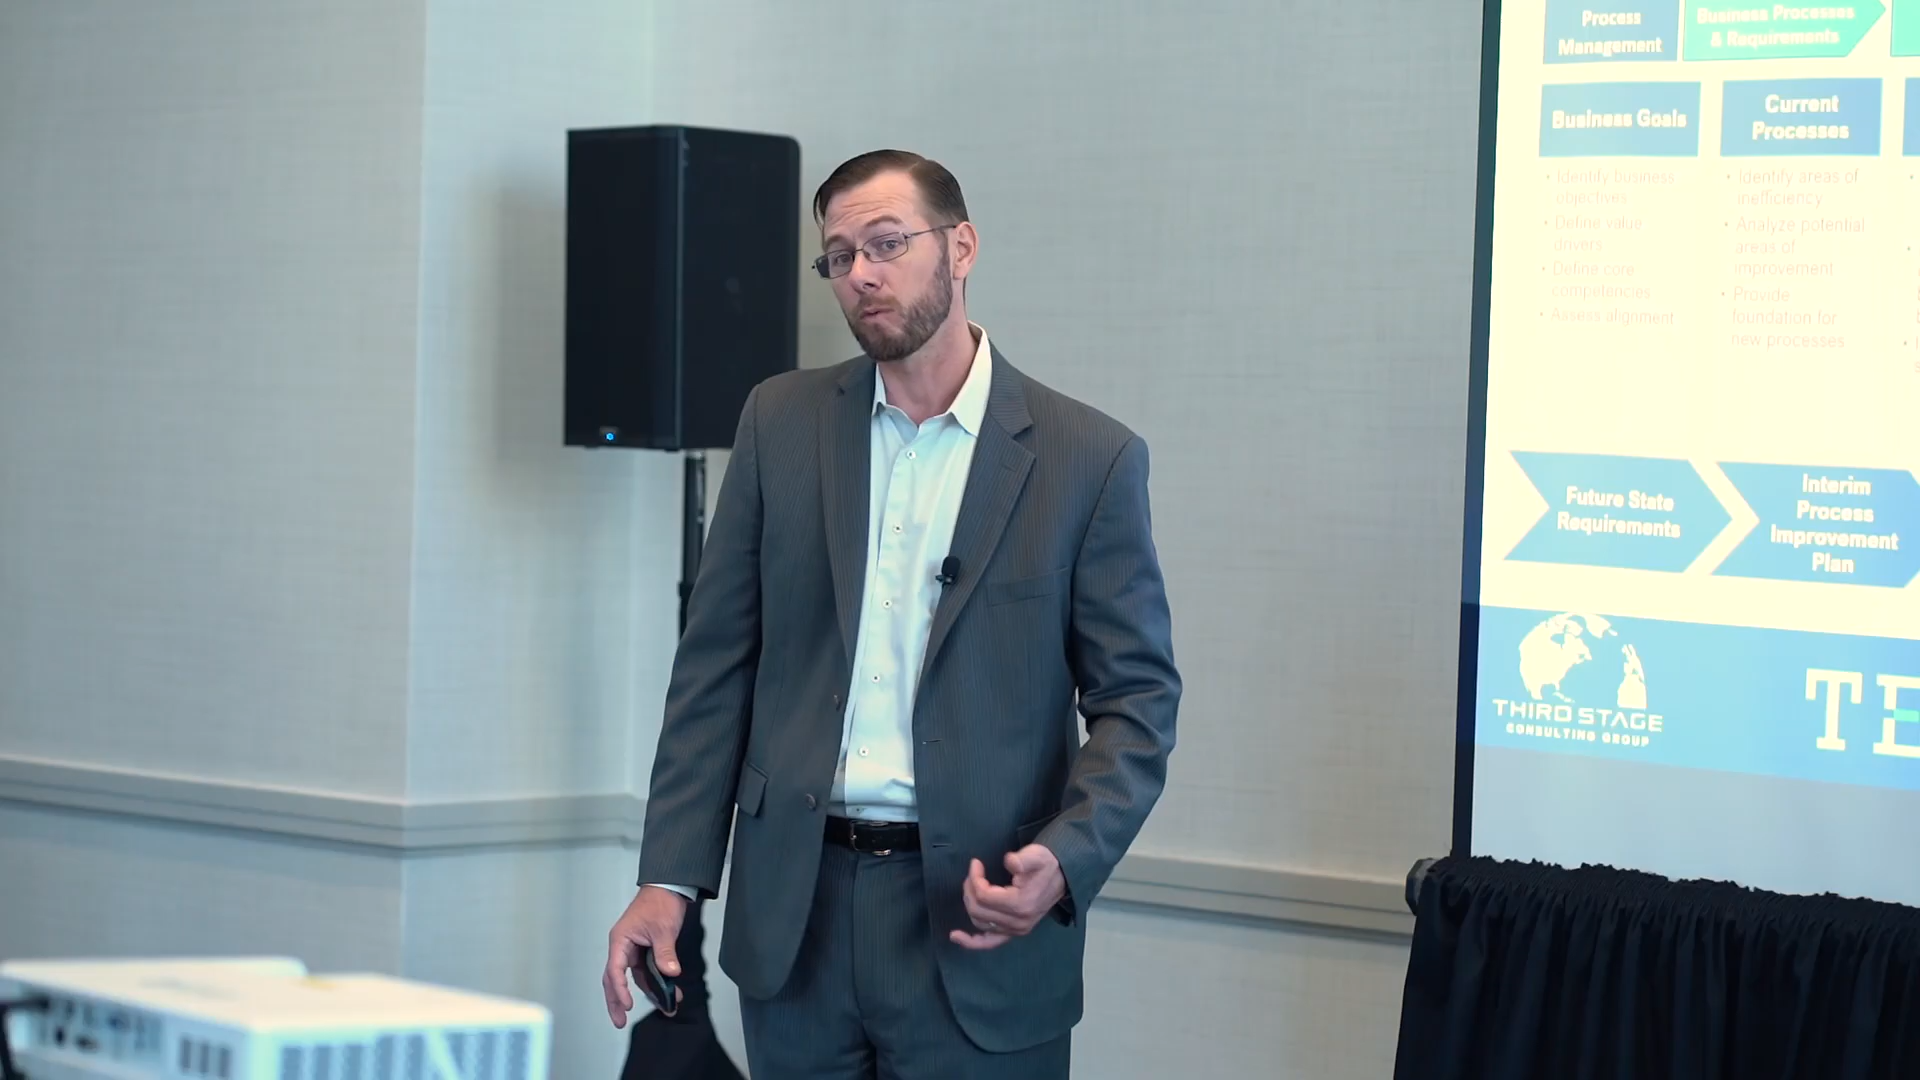 Process
Management
Business Processes
& Requirements
Business Goals
Current
Processes
• Identify business
objectives
• Define value
drivers
• Define core
competencies
• Assess alignment
• Identify areas of
inefficiency
• Analyze potential
areas of
improvement
• Provide
foundation for
new processes
Future State
Requirements
Interim
Process
Improvement
Plan
THIRD STAGE
CONSULTING GROUP
TE